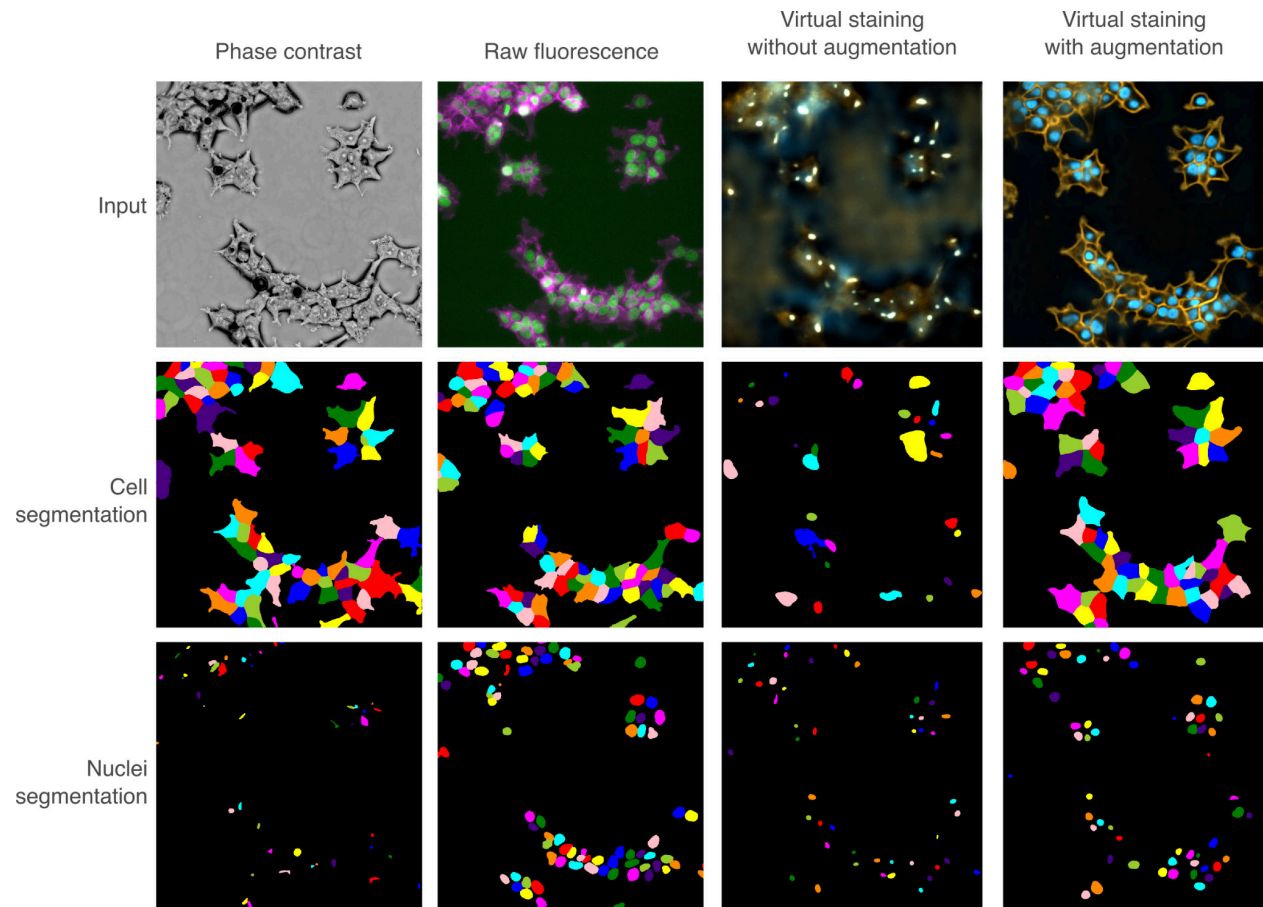 Phase contrast
Raw fluorescence
Virtual staining
without augmentation
Virtual staining
with augmentation
Input
Cell
segmentation
Nuclei
segmentation